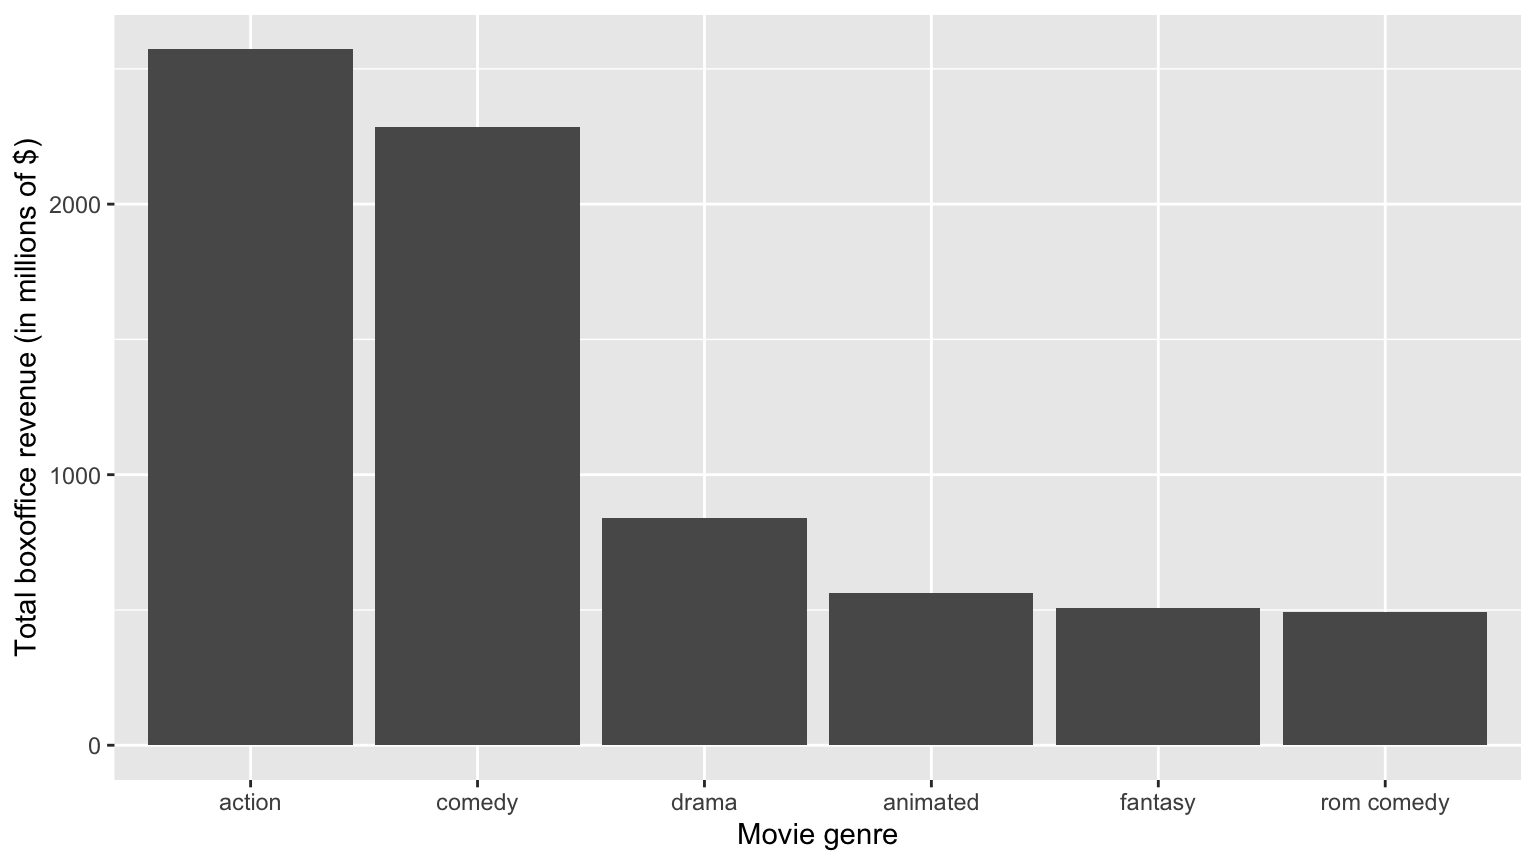 Total boxoffice revenue (in millions of $)
2000
1000
0
action
comedy
drama
animated
fantasy
rom comedy
Movie genre